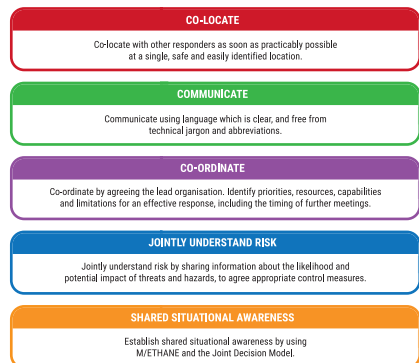 CO-LOCATE
Co-locate with other responders as soon as practicably possible
at a single, safe and easily identified location.
COMMUNICATE
Communicate using language which is clear, and free from
technical jargon and abbreviations.
CO-ORDINATE
Co-ordinate by agreeing the lead organisation. Identify priorities, resources, capabilities
and limitations for an effective response, including the timing of further meetings.
JOINTLY UNDERSTAND RISK
Jointly understand risk by sharing information about the likelihood and
potential impact of threats and hazards, to agree appropriate control measures.
SHARED SITUATIONAL AWARENESS
Establish shared situational awareness by using
M/ETHANE and the Joint Decision Model.